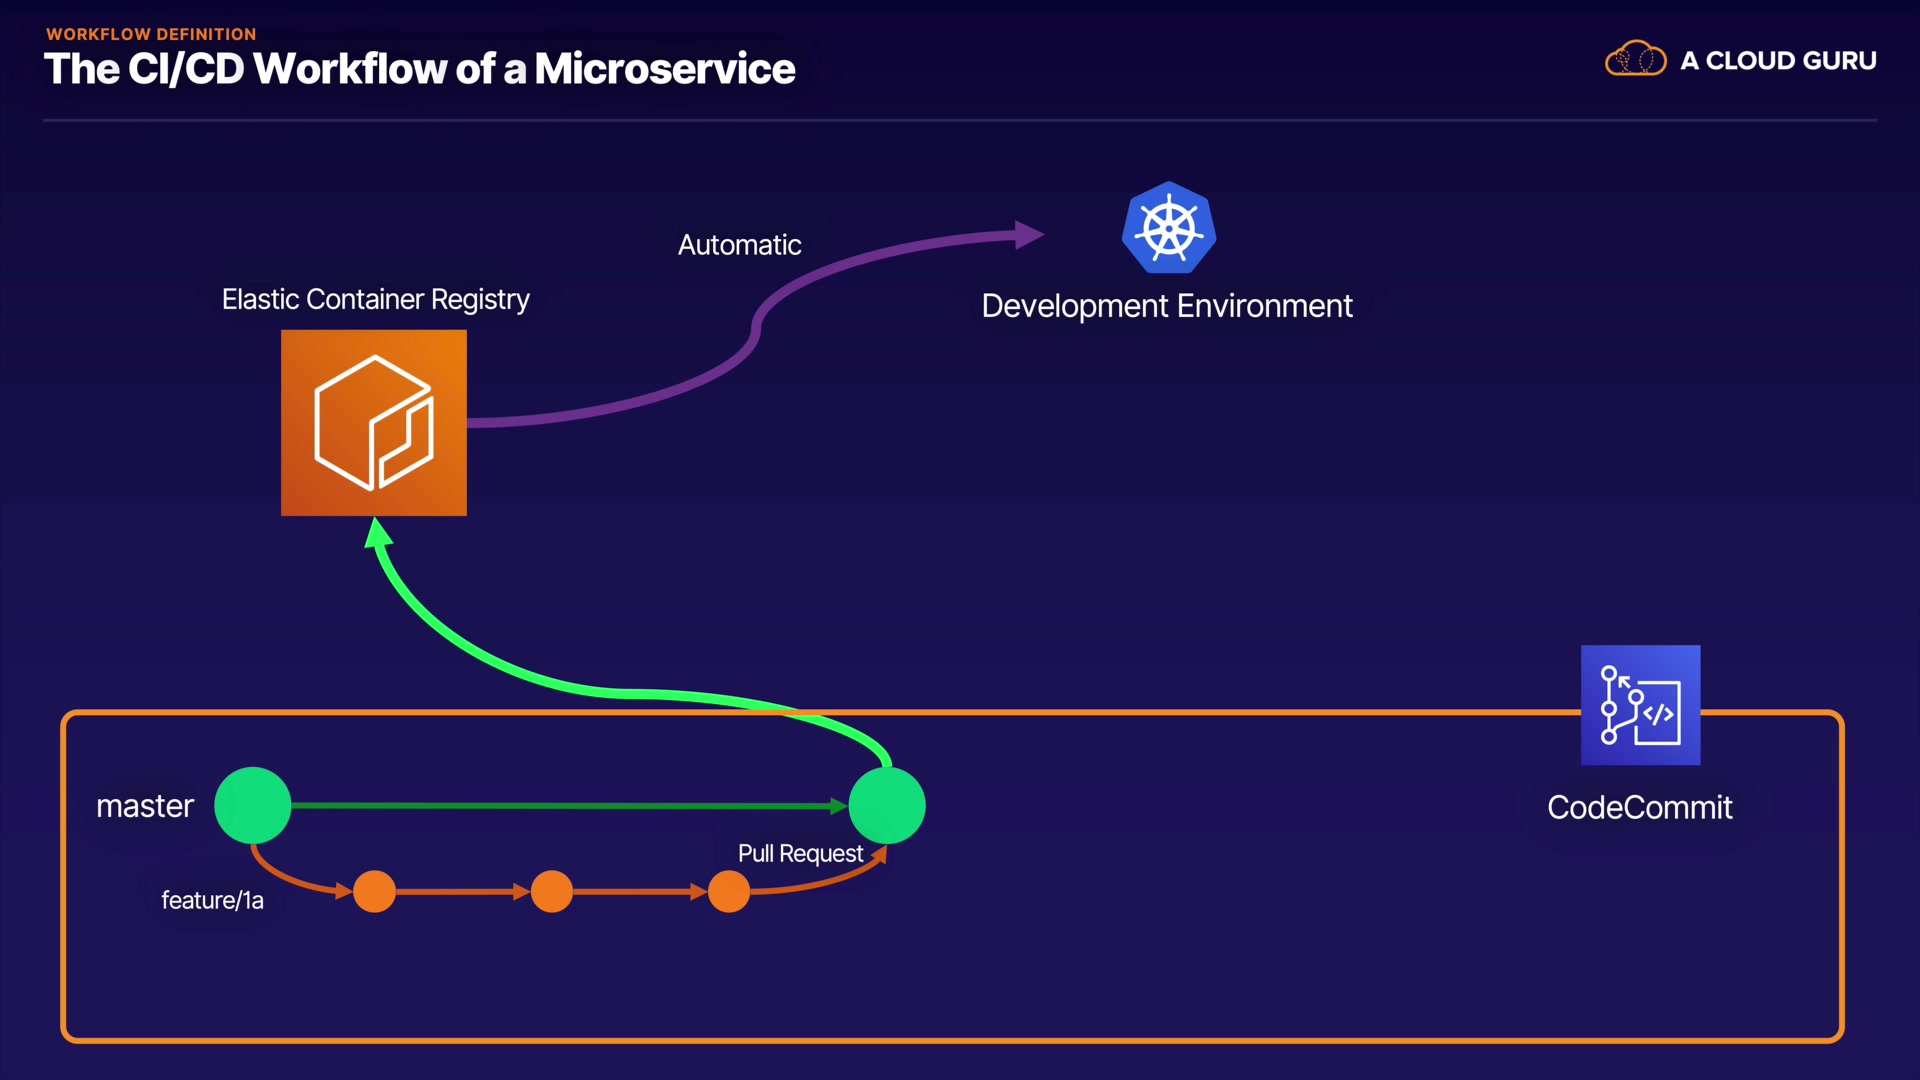 WORKFLOW DEFINITION
The CI/CD Workflow of a Microservice
A CLOUD GURU
Automatic
Elastic Container Registry
Development Environment
master
Pull Request
feature/1a
CodeCommit